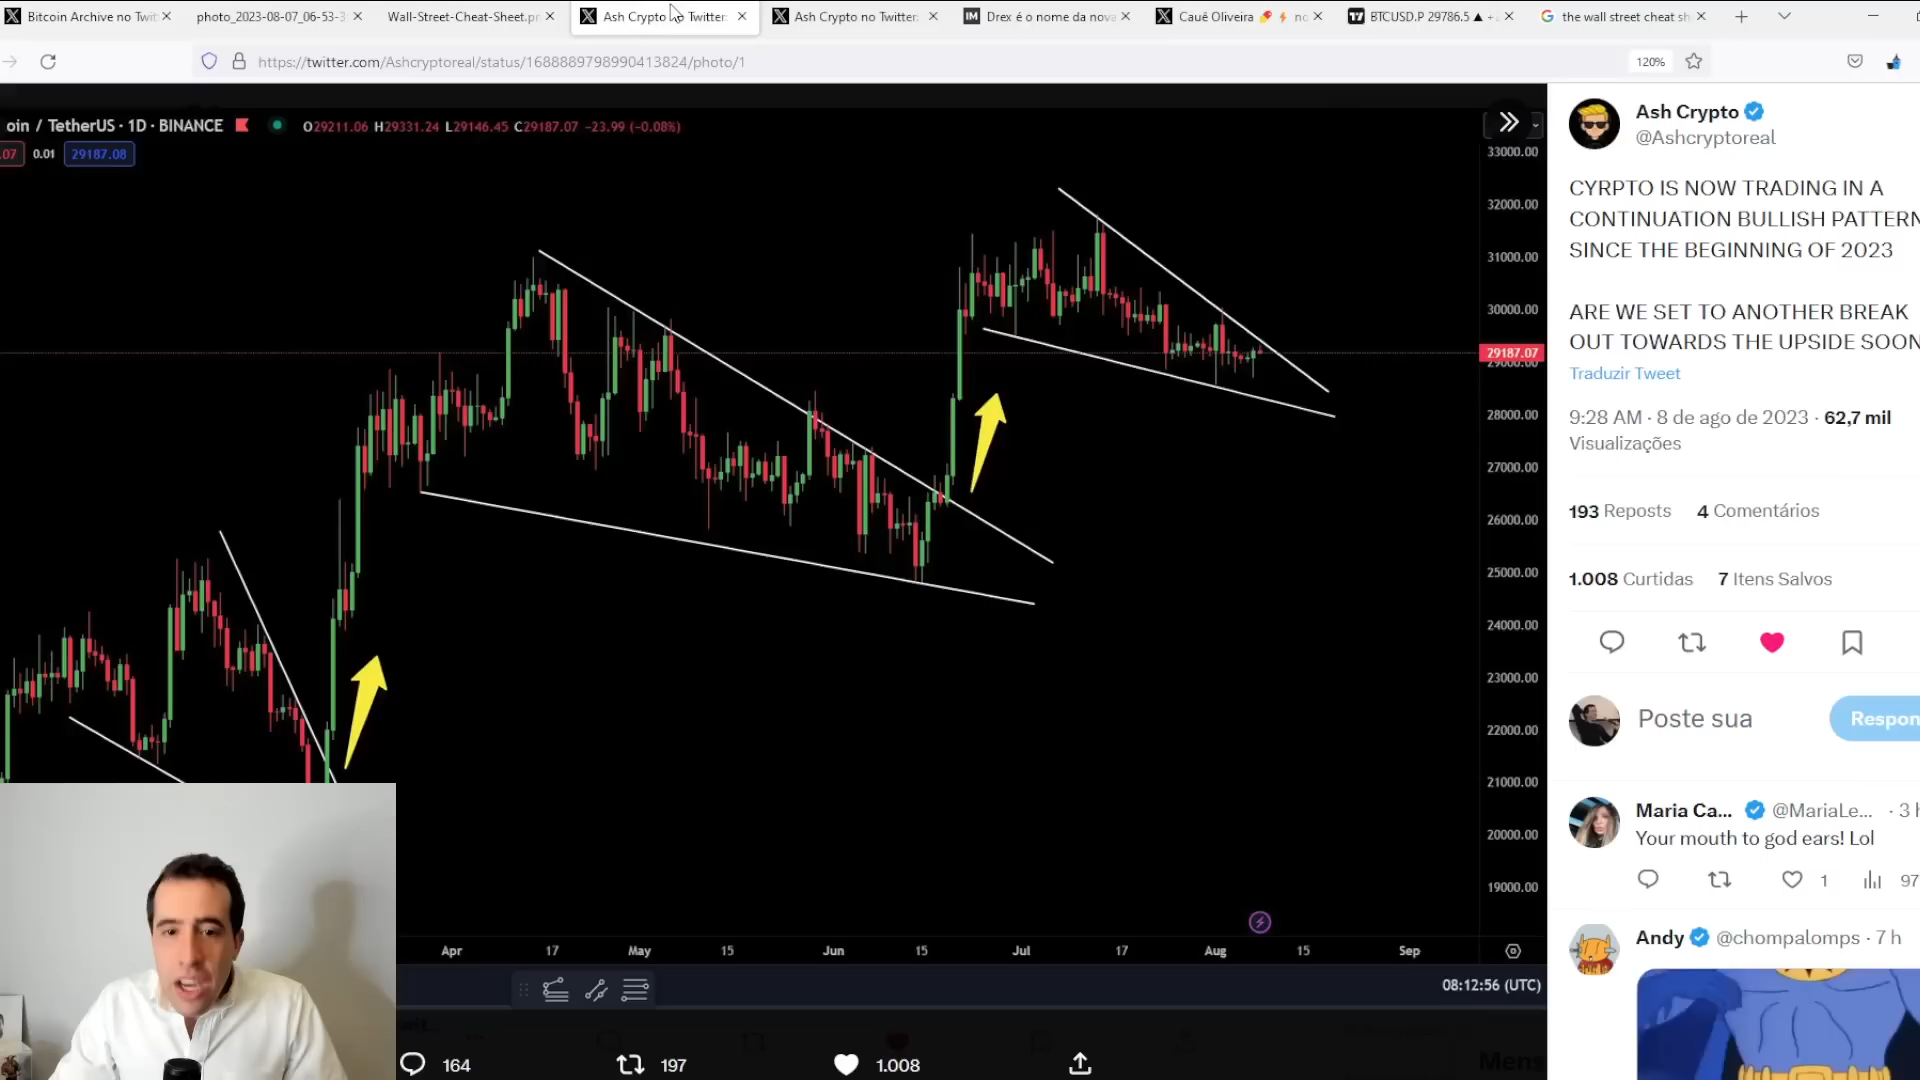 Bitcoin Archive no Twit
photo_2023-08-07_06-53-3
Wall-Street-Cheat-Sheet.pn
Ash Crypto no Twitter:
Ash Crypto no Twitter:
Drex é o nome da nova
Cauê Oliveira
BTCUSD.P 29786.5 ▲ +
the wall street cheat sh
https://twitter.com/Ashcryptoreal/status/1688889798990413824/photo/1
120%
oin / TetherUS · 1D · BINANCE
O29211.06 H29331.24 L29146.45 C29187.07 −23.99 (−0.08%)
.07 0.01 29187.08
33000.00
32000.00
31000.00
30000.00
29187.07
29000.00
28000.00
27000.00
26000.00
25000.00
24000.00
23000.00
22000.00
21000.00
20000.00
19000.00
Apr 17 May 15 Jun 15 Jul 17 Aug 15 Sep
08:12:56 (UTC)
164 197 1.008
Ash Crypto
@Ashcryptoreal
CYRPTO IS NOW TRADING IN A
CONTINUATION BULLISH PATTERN
SINCE THE BEGINNING OF 2023
ARE WE SET TO ANOTHER BREAK
OUT TOWARDS THE UPSIDE SOON
Traduzir Tweet
9:28 AM · 8 de ago de 2023 · 62,7 mil
Visualizações
193 Reposts 4 Comentários
1.008 Curtidas 7 Itens Salvos
Poste sua
Respon
Maria Ca... @MariaLe... · 3 h
Your mouth to god ears! Lol
1 97
Andy @chompalomps · 7 h